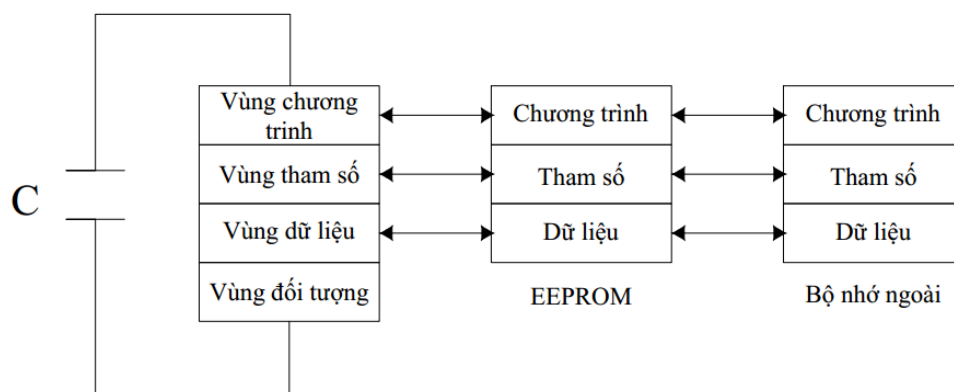 Vùng chương
trinh
Chương trình
Chương trình
Vùng tham số
Tham số
Tham số
C
Vùng dữ liệu
Dữ liệu
Dữ liệu
Vùng đối tượng
EEPROM
Bộ nhớ ngoài